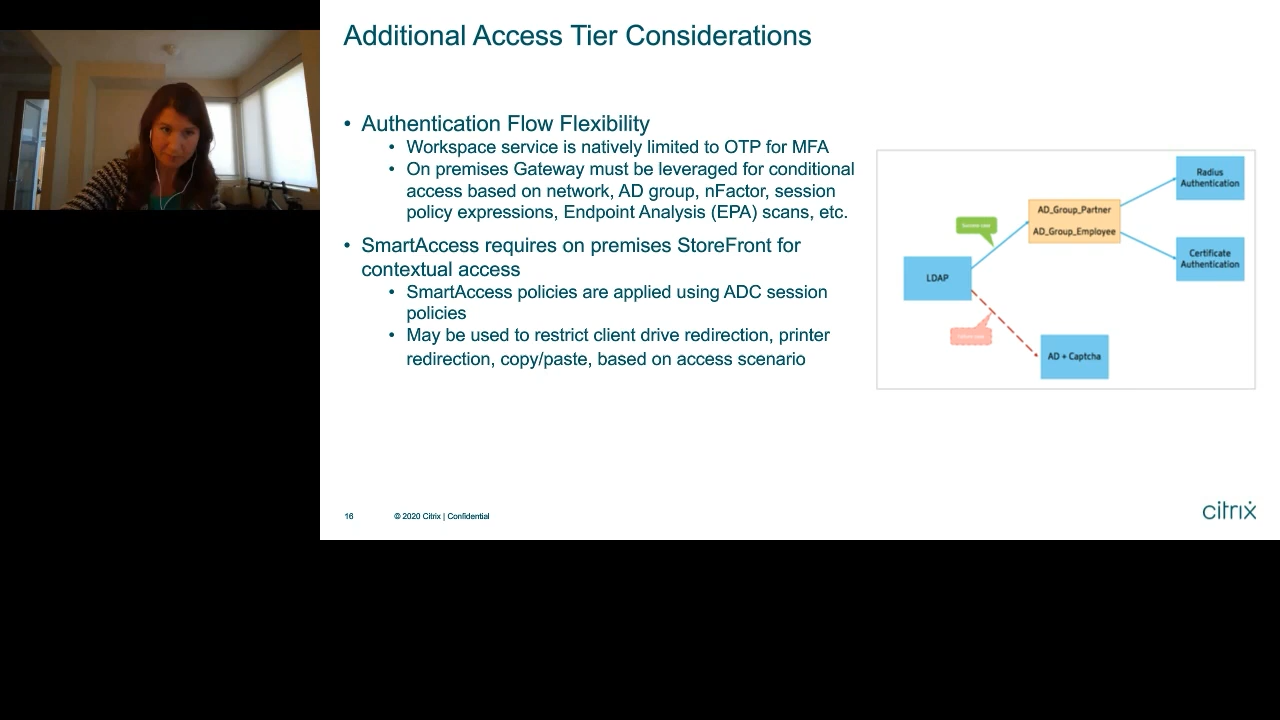 Additional Access Tier Considerations
• Authentication Flow Flexibility
• Workspace service is natively limited to OTP for MFA
• On premises Gateway must be leveraged for conditional
access based on network, AD group, nFactor, session
policy expressions, Endpoint Analysis (EPA) scans, etc.
• SmartAccess requires on premises StoreFront for
contextual access
• SmartAccess policies are applied using ADC session
policies
• May be used to restrict client drive redirection, printer
redirection, copy/paste, based on access scenario
Radius
Authentication
AD_Group_Partner
AD_Group_Employee
Certificate
Authentication
LDAP
AD + Captcha
16
© 2020 Citrix | Confidential
citrix